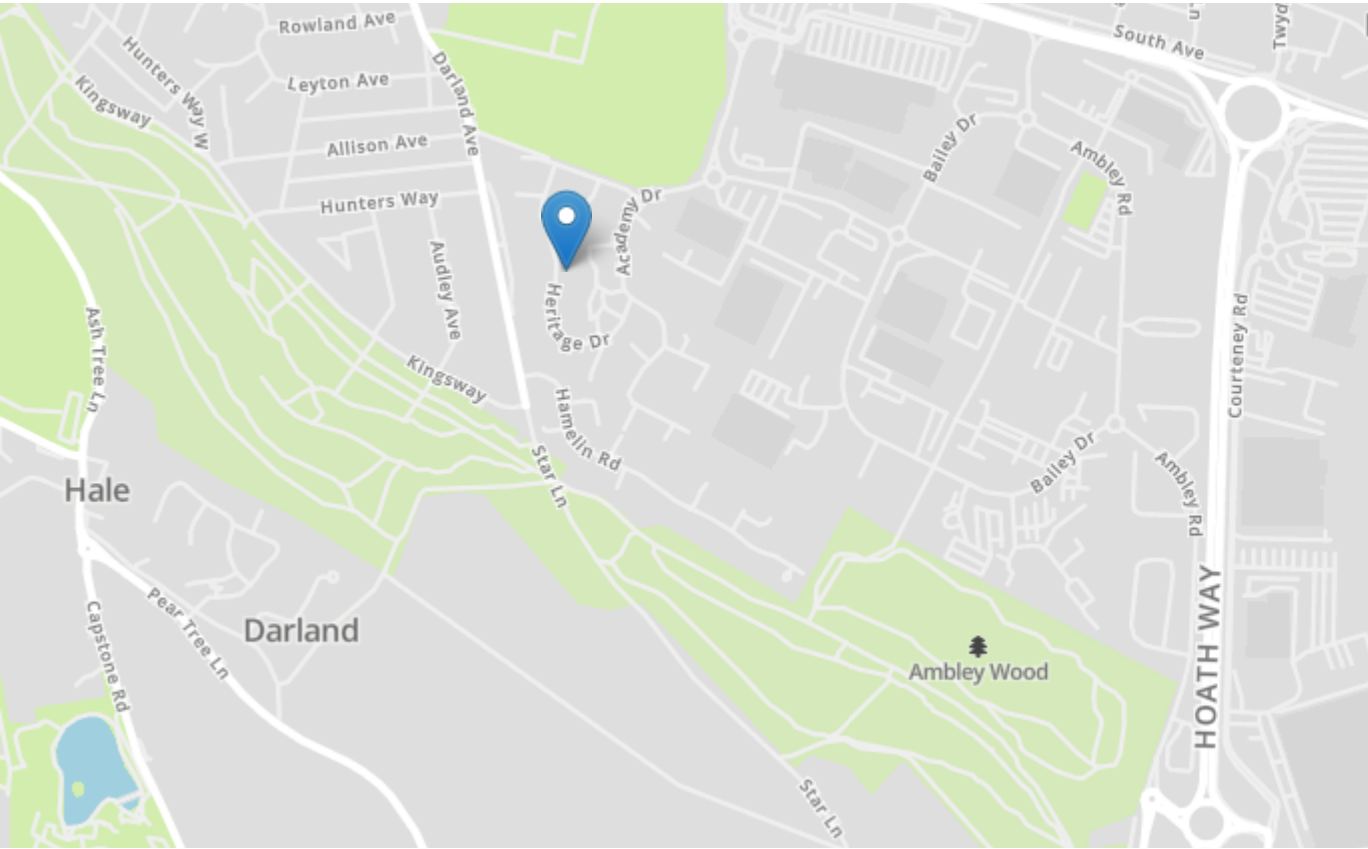 Rowland Ave
South Ave
Hunters Way W
Darland Ave
Leyton Ave
Kingsway
Bailey Dr
Allison Ave
Ambley Rd
Hunters Way
Academy Dr
Audley Ave
Heritage Dr
Ash Tree Ln
Courteney Rd
Kingsway
Hamelin Rd
Star Ln
Bailey Dr
Ambley Rd
Hale
HOATH WAY
Pear Tree Ln
Capstone Rd
Darland
Ambley Wood
Star Ln